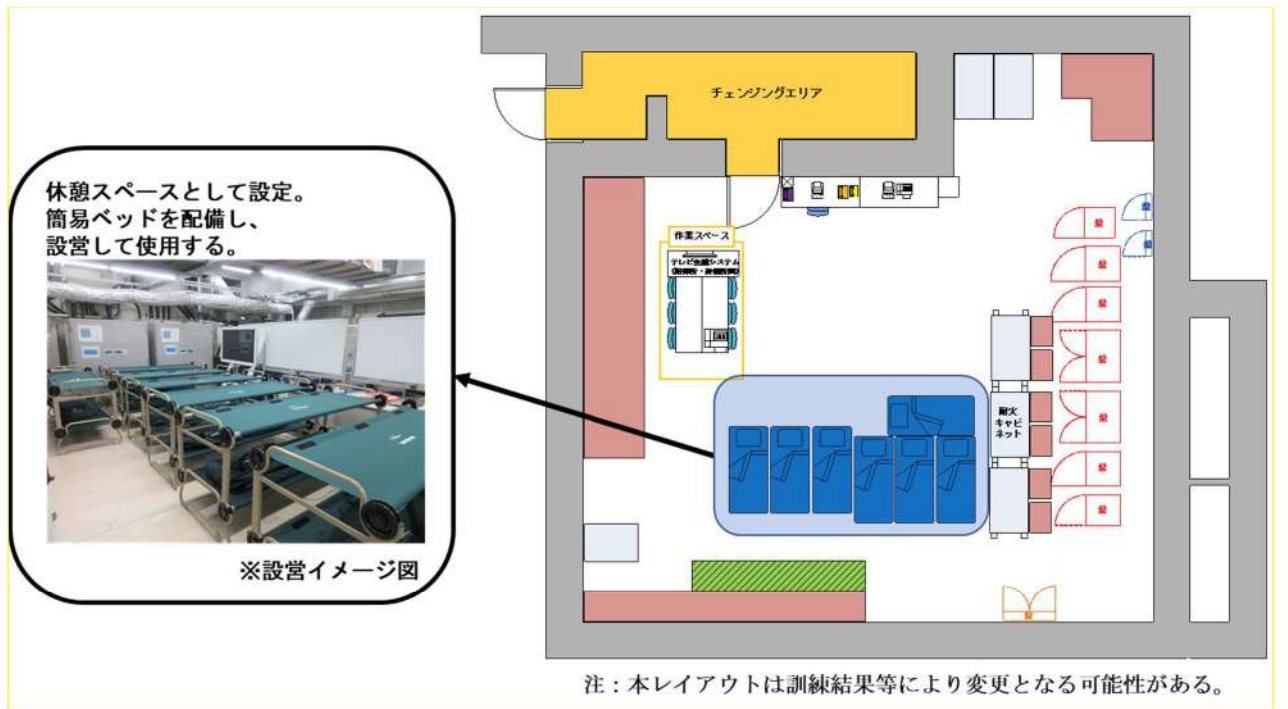 チェンジングエリア
休憩スペースとして設定。
簡易ベッドを配備し、
設営して使用する。
作業スペース
テレビ会議システム
※設営イメージ図
耐火
キャビ
ネット
注：本レイアウトは訓練結果等により変更となる可能性がある。